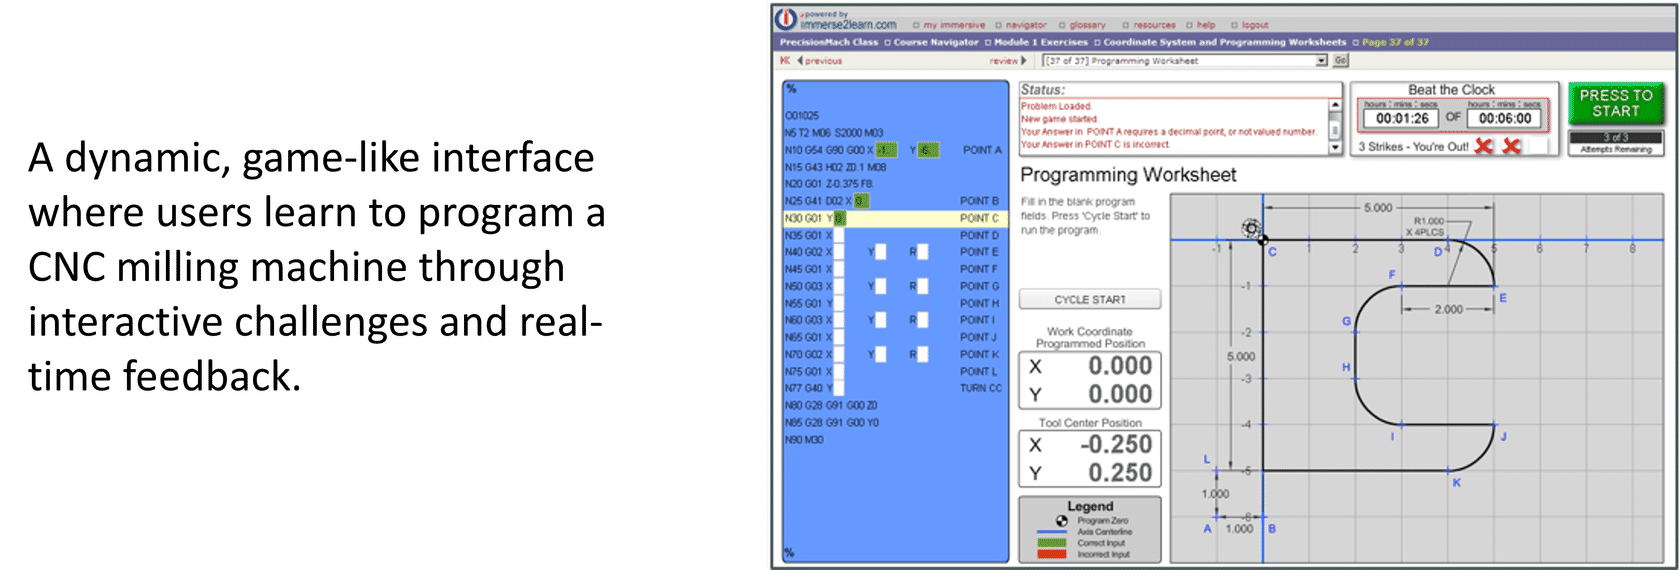 A dynamic, game-like interface
where users learn to program a
CNC milling machine through
interactive challenges and real-
time feedback.
powered by
immerse2learn.com
my immersive navigator glossary resources help logout
PrecisionMach Class Course Navigator Module 1 Exercises Coordinate System and Programming Worksheets Page 37 of 37
previous review [37 of 37] Programming Worksheet Go
%
O01025
N5 T2 M06 S2000 M03
N10 G54 G90 G00 X -1. Y -6. POINT A
N15 G43 H02 Z0.1 M08
N20 G01 Z-0.375 F8.
N25 G41 D02 X 0. POINT B
N30 G01 Y 0. POINT C
N35 G01 X POINT D
N40 G02 X Y R POINT E
N45 G01 X POINT F
N50 G03 X Y R POINT G
N55 G01 Y POINT H
N60 G03 X Y R POINT I
N65 G01 X POINT J
N70 G02 X Y R POINT K
N75 G01 X POINT L
N77 G40 Y TURN CC
N80 G28 G91 G00 Z0
N85 G28 G91 G00 Y0
N90 M30
%
Status:
Problem Loaded.
New game started.
Your Answer in POINT A requires a decimal point, or not valued number.
Your Answer in POINT C is incorrect.
Beat the Clock
hours : mins : secs hours : mins : secs
00:01:26 OF 00:06:00
3 Strikes - You're Out!
PRESS TO
START
3 of 3
Attempts Remaining
Programming Worksheet
Fill in the blank program
fields. Press 'Cycle Start' to
run the program.
CYCLE START
Work Coordinate
Programmed Position
X 0.000
Y 0.000
Tool Center Position
X -0.250
Y 0.250
Legend
Program Zero
Axis Centerline
Correct Input
Incorrect Input
5.000
R1.000
X 4PLCS
-1 1 2 3 4 5 6 7 8
C D
F
-1 E
2.000
G
-2
5.000
H
-3
-4
I J
L
-5
K
1.000
-6
A 1.000 B